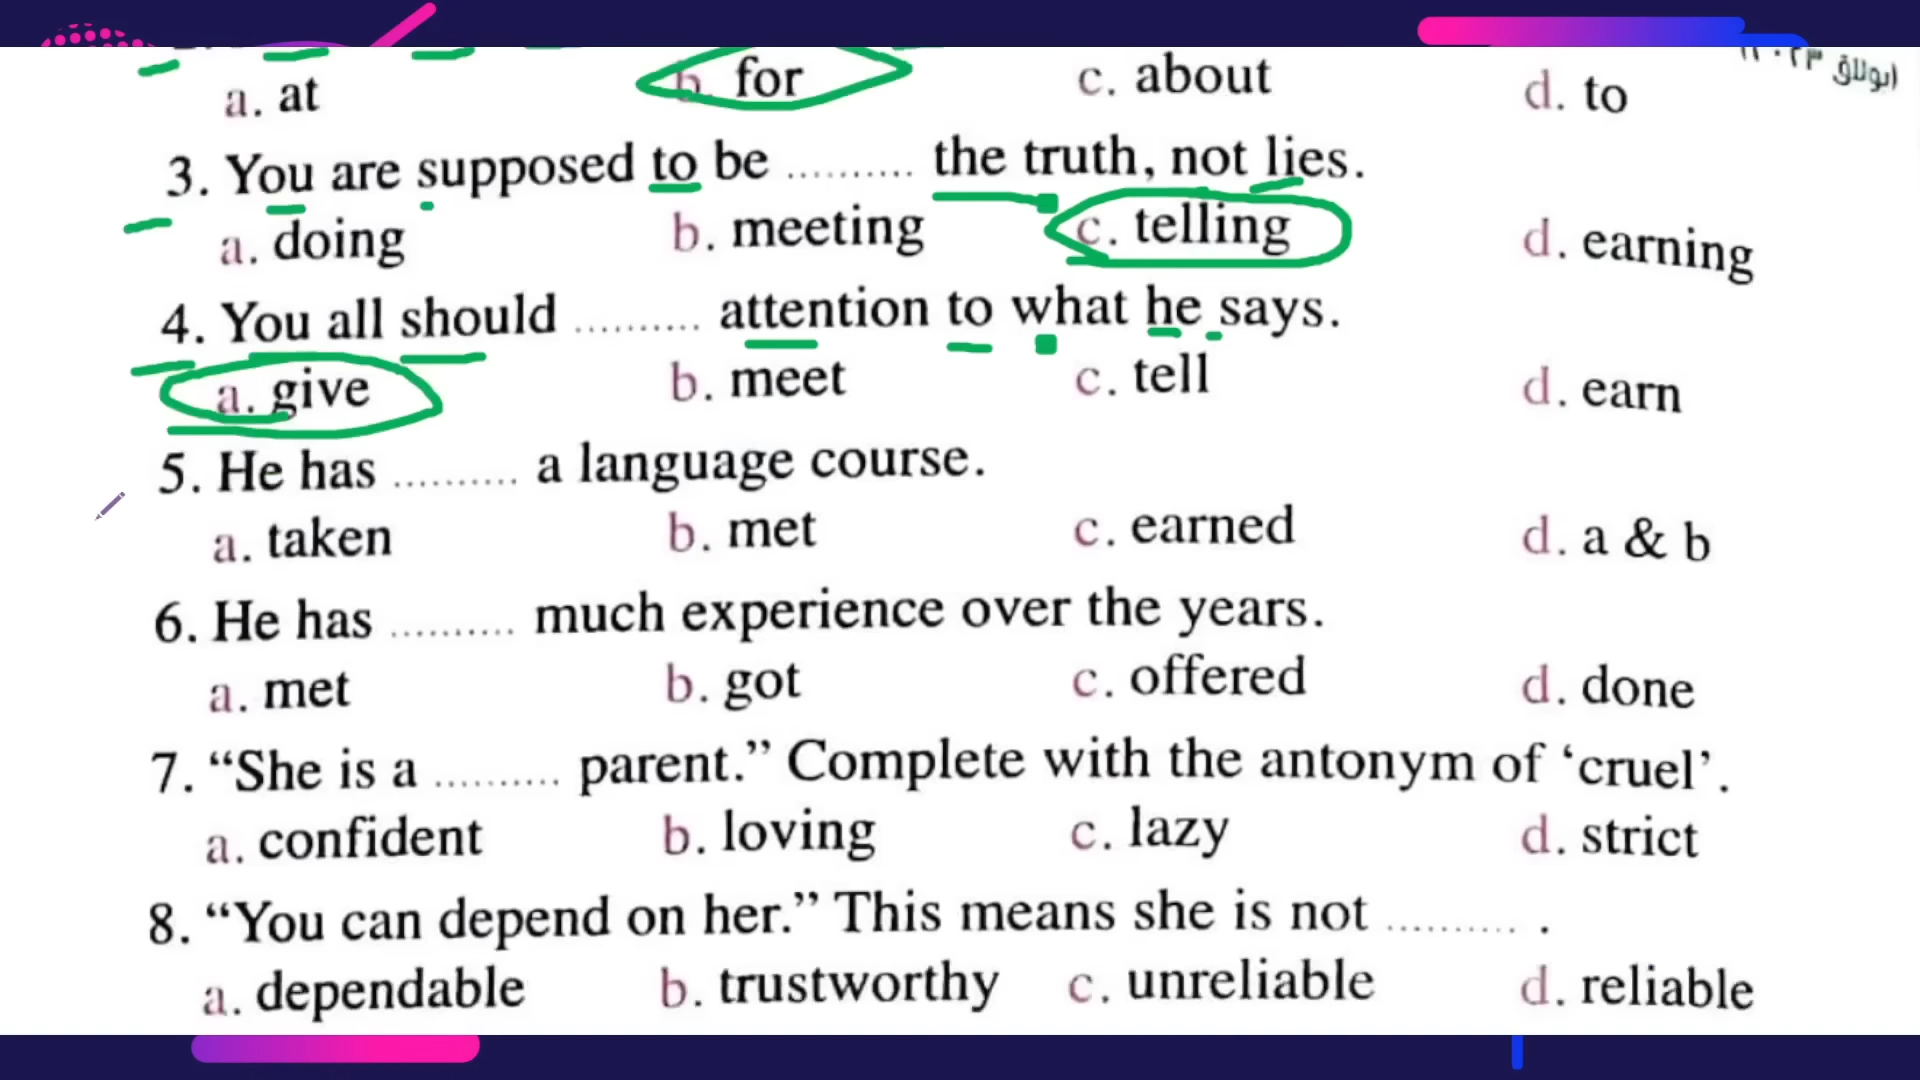 ابوللاق ٢٠٢٣
a. at b. for c. about d. to
3. You are supposed to be .......... the truth, not lies.
a. doing b. meeting c. telling d. earning
4. You all should .......... attention to what he says.
a. give b. meet c. tell d. earn
5. He has .......... a language course.
a. taken b. met c. earned d. a & b
6. He has .......... much experience over the years.
a. met b. got c. offered d. done
7. “She is a .......... parent.” Complete with the antonym of ‘cruel’.
a. confident b. loving c. lazy d. strict
8. “You can depend on her.” This means she is not .......... .
a. dependable b. trustworthy c. unreliable d. reliable